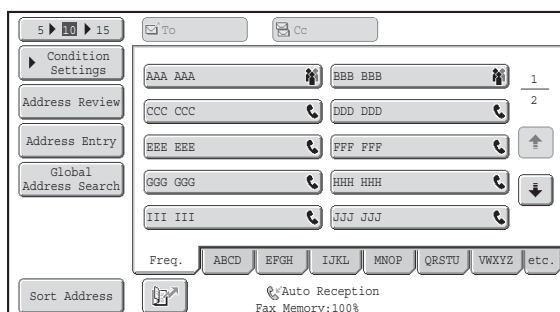 5 10 15
To
Cc
Condition
Settings
Address Review
Address Entry
Global
Address Search
AAA AAA
BBB BBB
CCC CCC
DDD DDD
EEE EEE
FFF FFF
GGG GGG
HHH HHH
III III
JJJ JJJ
1
2
Freq.
ABCD
EFGH
IJKL
MNOP
QRSTU
VWXYZ
etc.
Sort Address
Auto Reception
Fax Memory:100%